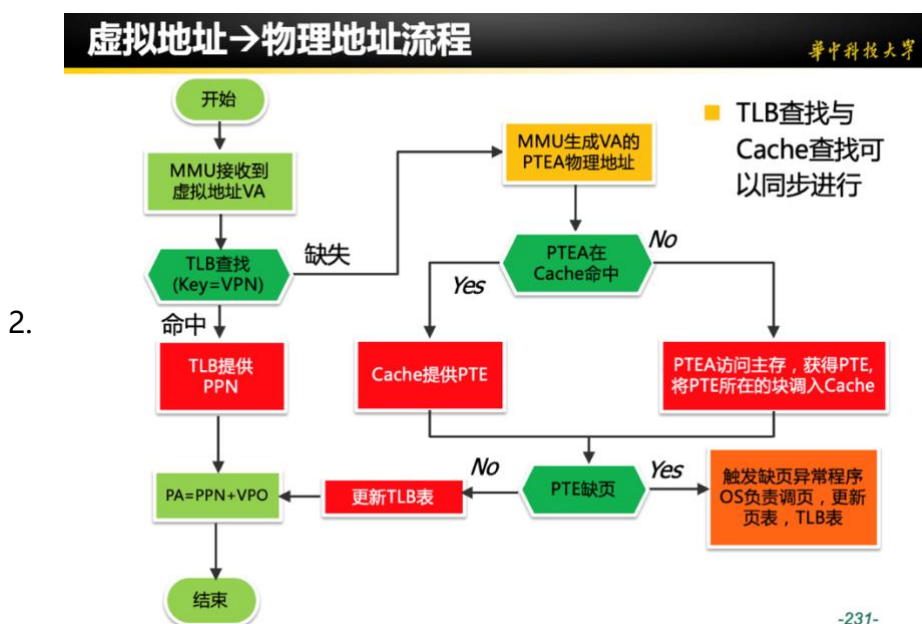 虚拟地址→物理地址流程
華中科技大学
2.
开始
MMU接收到
虚拟地址VA
TLB查找
(Key=VPN)
缺失
命中
TLB提供
PPN
PA=PPN+VPO
结束
MMU生成VA的
PTEA物理地址
PTEA在
Cache命中
Yes
No
Cache提供PTE
PTEA访问主存，获得PTE,
将PTE所在的块调入Cache
PTE缺页
No
Yes
更新TLB表
触发缺页异常程序
OS负责调页，更新
页表，TLB表
■ TLB查找与
Cache查找可
以同步进行
-231-